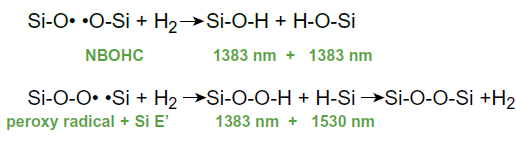 Si-O• •O-Si + H₂→Si-O-H + H-O-Si
NBOHC 1383 nm + 1383 nm
Si-O-O• •Si + H₂→Si-O-O-H + H-Si→Si-O-O-Si +H₂
peroxy radical + Si E' 1383 nm + 1530 nm